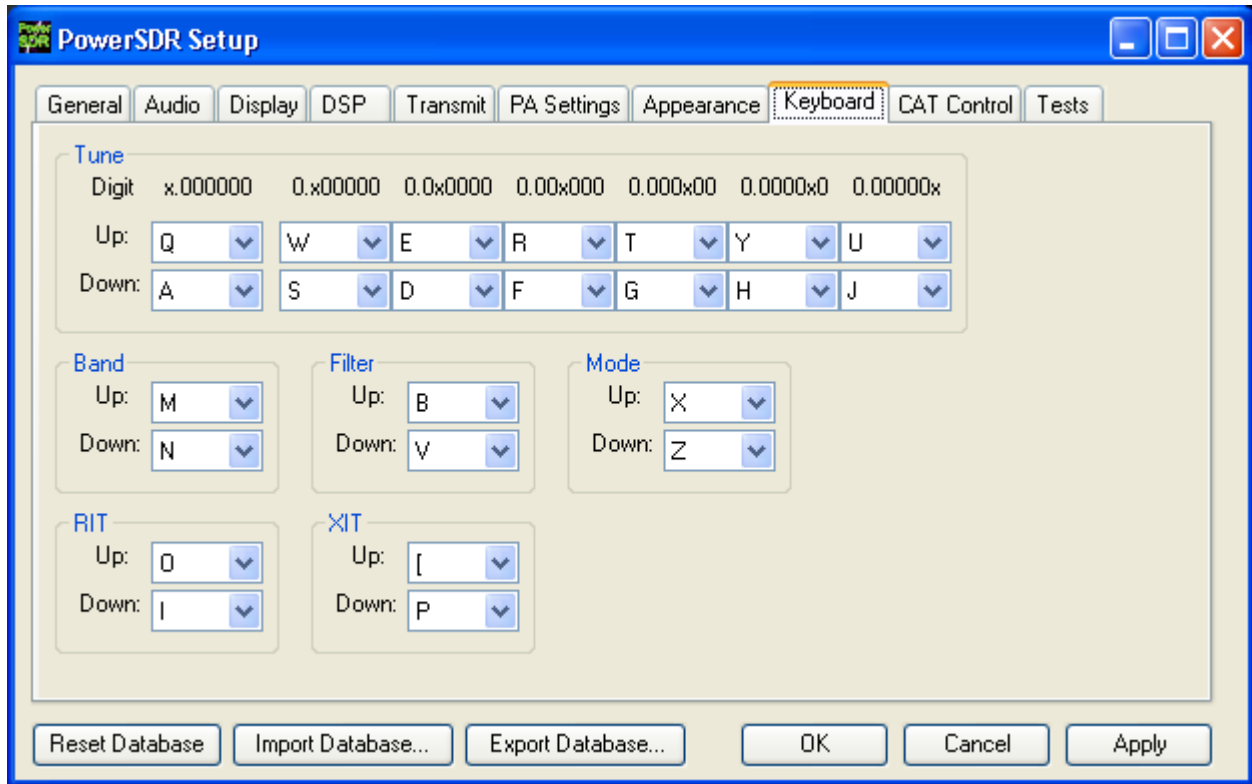 PowerSDR Setup
General Audio Display DSP Transmit PA Settings Appearance Keyboard CAT Control Tests
Tune
Digit x.000000 0.x00000 0.0x0000 0.00x000 0.000x00 0.0000x0 0.00000x
Up: Q W E R T Y U
Down: A S D F G H J
Band Filter Mode
Up: M Up: B Up: X
Down: N Down: V Down: Z
RIT XIT
Up: O Up: [
Down: I Down: P
Reset Database Import Database... Export Database... OK Cancel Apply